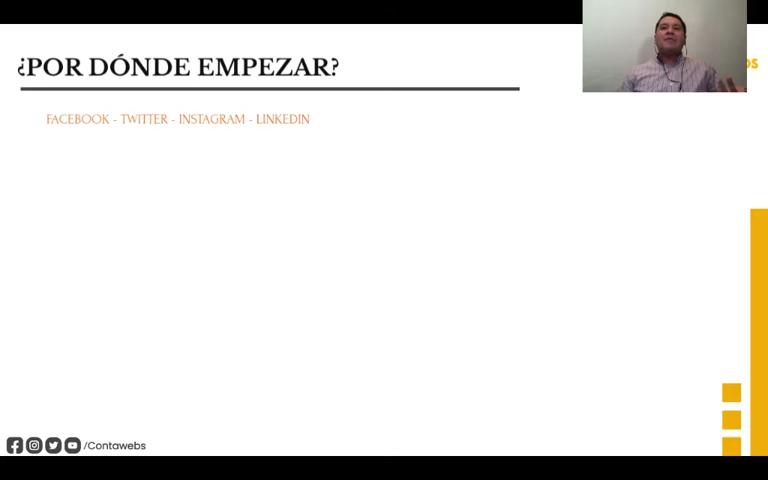 ¿POR DÓNDE EMPEZAR?
FACEBOOK - TWITTER - INSTAGRAM - LINKEDIN
/Contawebs